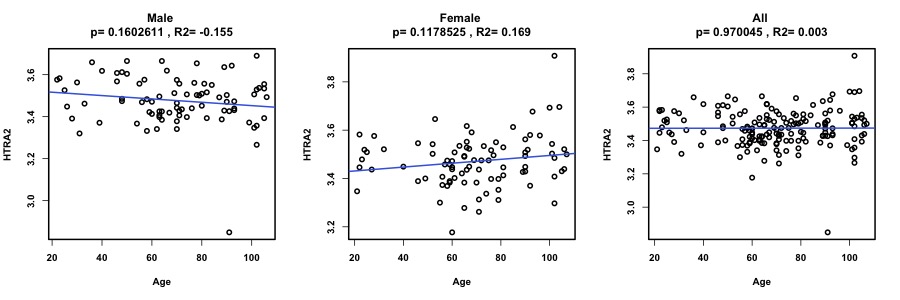 Male
p= 0.1602611 , R2= -0.155
HTRA2
3.6
3.4
3.2
3.0
20 40 60 80 100
Age
Female
p= 0.1178525 , R2= 0.169
HTRA2
3.8
3.6
3.4
3.2
20 40 60 80 100
Age
All
p= 0.970045 , R2= 0.003
HTRA2
3.8
3.6
3.4
3.2
3.0
20 40 60 80 100
Age